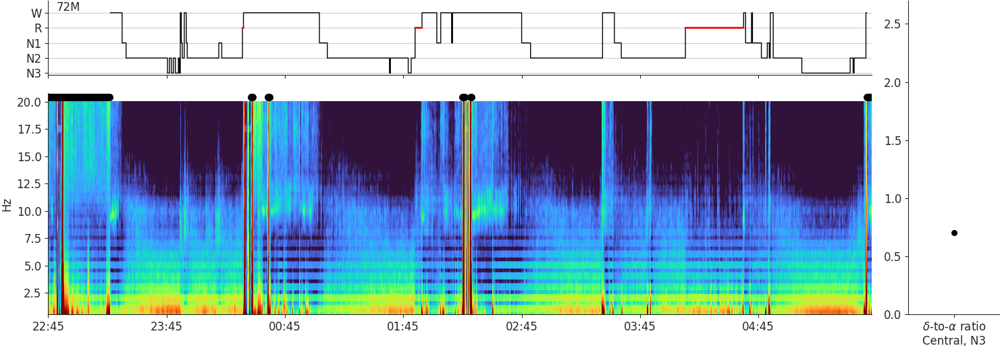 72M
W
R
N1
N2
N3
20.0
17.5
15.0
12.5
10.0
7.5
5.0
2.5
Hz
22:45
23:45
00:45
01:45
02:45
03:45
04:45
2.5
2.0
1.5
1.0
0.5
0.0
δ-to-α ratio
Central, N3